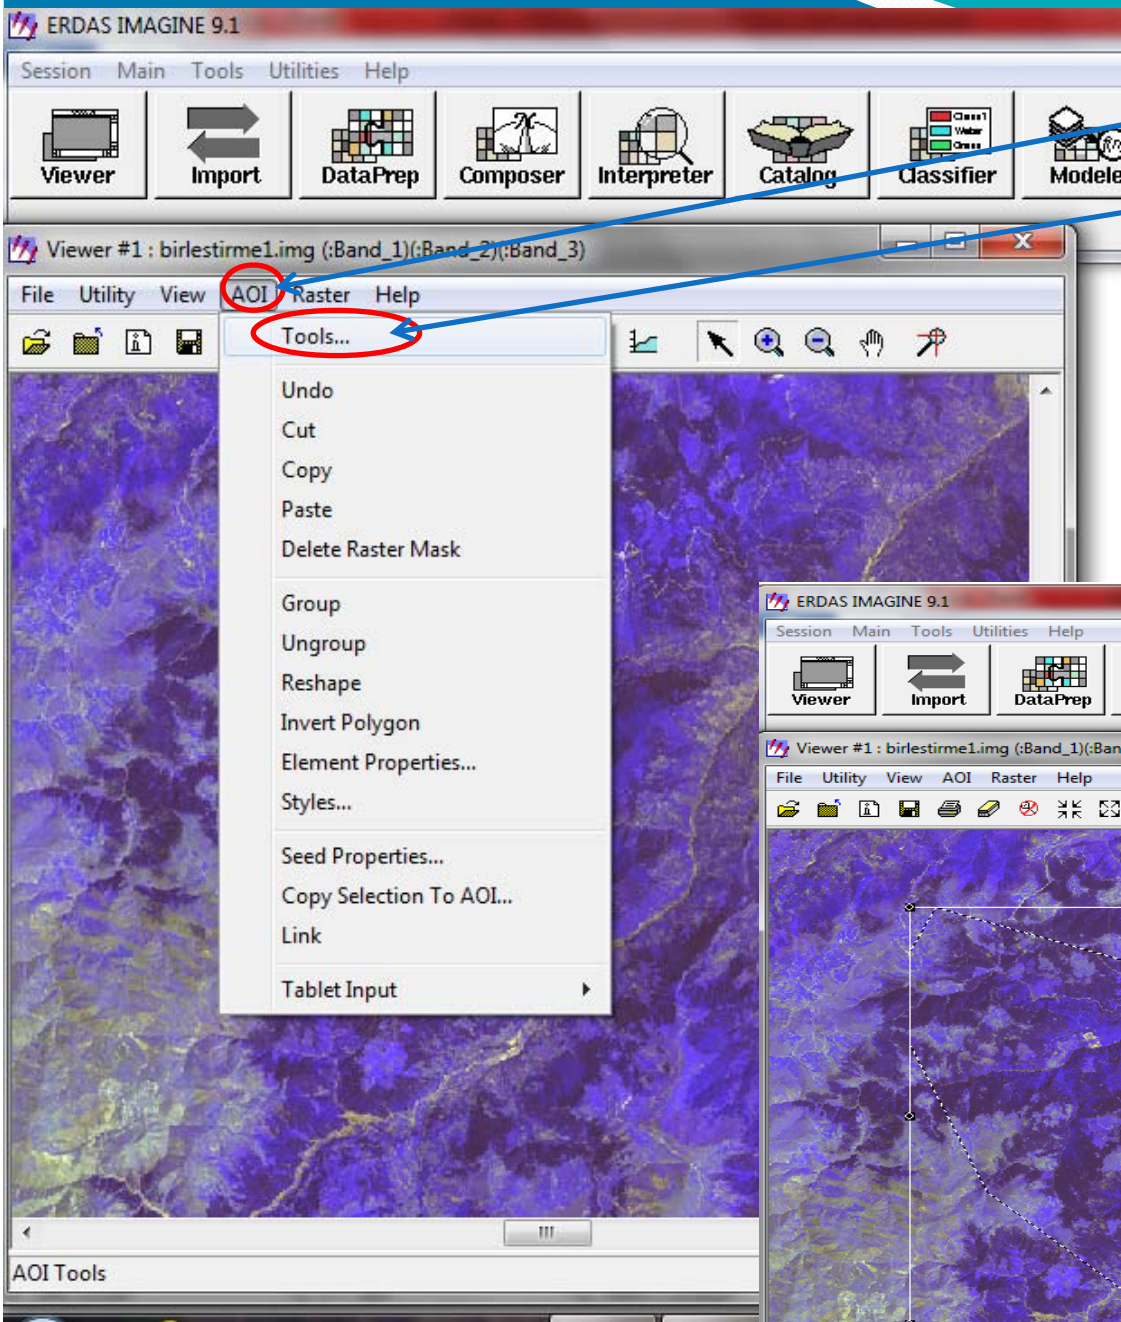 ERDAS IMAGINE 9.1
Session Main Tools Utilities Help
Viewer Import DataPrep Composer Interpreter Catalog Classifier Modele
Class1
Water
Grass
Viewer #1 : birlestirme1.img (:Band_1)(:Band_2)(:Band_3)
File Utility View AOI Raster Help
Tools...
Undo
Cut
Copy
Paste
Delete Raster Mask
Group
Ungroup
Reshape
Invert Polygon
Element Properties...
Styles...
Seed Properties...
Copy Selection To AOI...
Link
Tablet Input
AOI Tools
ERDAS IMAGINE 9.1
Session Main Tools Utilities Help
Viewer Import DataPrep
Viewer #1 : birlestirme1.img (:Band_1)(:Ban
File Utility View AOI Raster Help